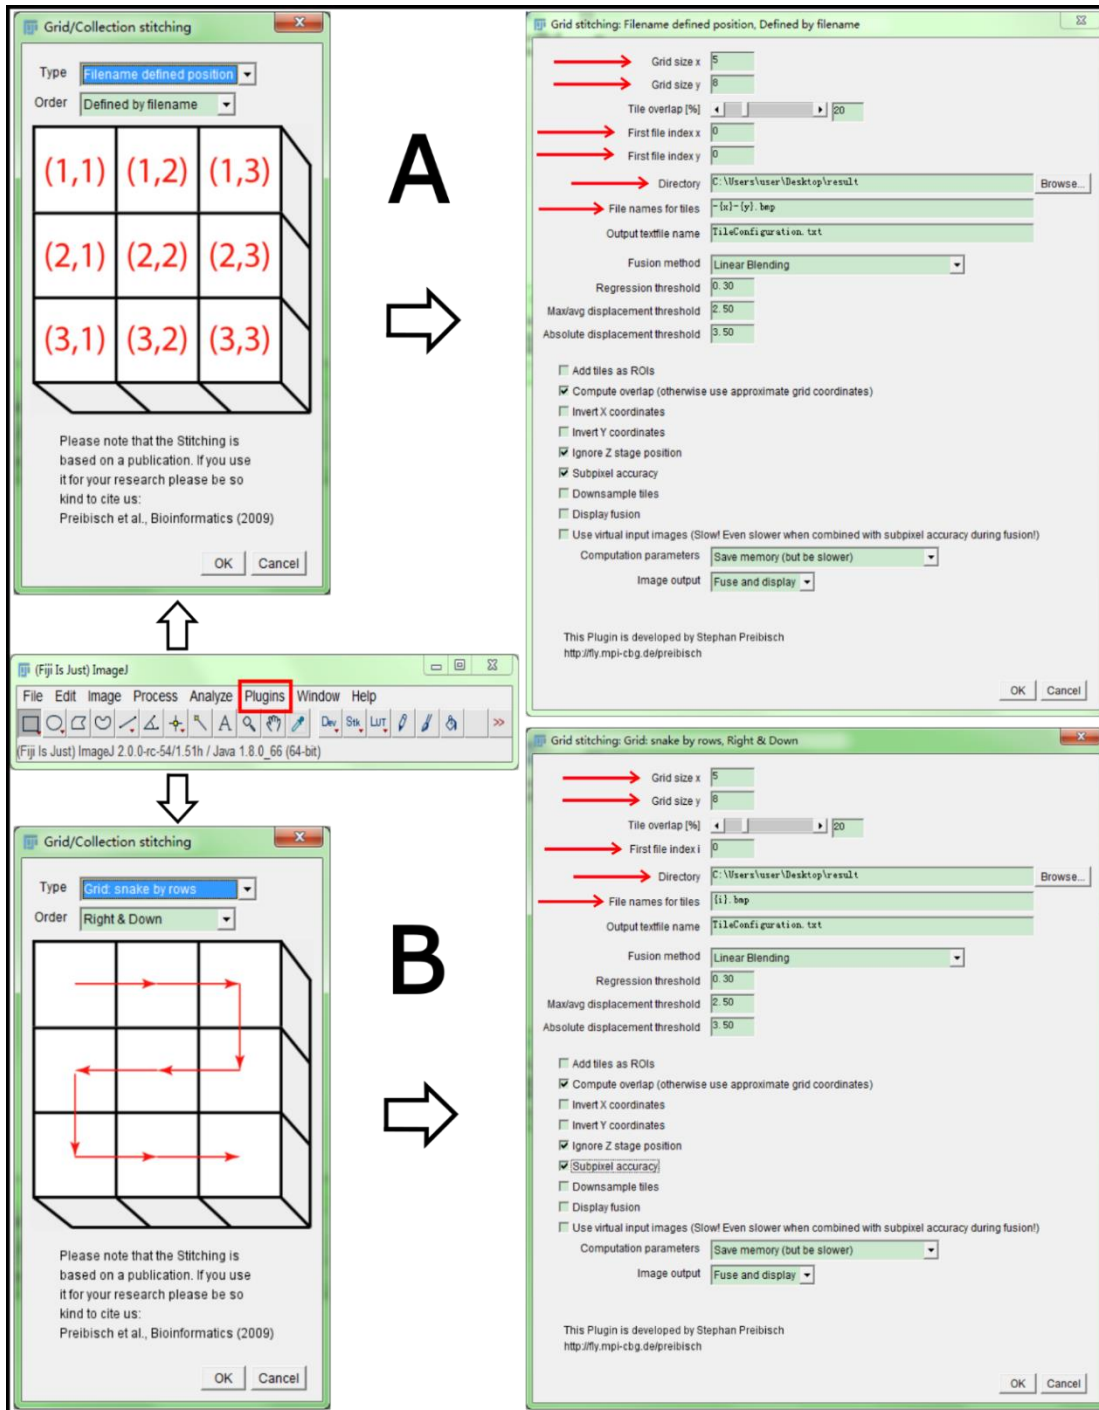 Grid/Collection stitching
Type Filename defined position
Order Defined by filename
(1,1) (1,2) (1,3)
(2,1) (2,2) (2,3)
(3,1) (3,2) (3,3)
Please note that the Stitching is
based on a publication. If you use
it for your research please be so
kind to cite us:
Preibisch et al., Bioinformatics (2009)
OK Cancel
A
Grid stitching: Filename defined position, Defined by filename
Grid size x 5
Grid size y 8
Tile overlap [%] 20
First file index x 0
First file index y 0
Directory C:\Users\user\Desktop\result Browse...
File names for tiles -{x}-{y}.bmp
Output textfile name TileConfiguration.txt
Fusion method Linear Blending
Regression threshold 0.30
Max/avg displacement threshold 2.50
Absolute displacement threshold 3.50
Add tiles as ROIs
Compute overlap (otherwise use approximate grid coordinates)
Invert X coordinates
Invert Y coordinates
Ignore Z stage position
Subpixel accuracy
Downsample tiles
Display fusion
Use virtual input images (Slow! Even slower when combined with subpixel accuracy during fusion!)
Computation parameters Save memory (but be slower)
Image output Fuse and display
This Plugin is developed by Stephan Preibisch
http://fly.mpi-cbg.de/preibisch
OK Cancel
(Fiji Is Just) ImageJ
File Edit Image Process Analyze Plugins Window Help
A Dev Stk LUT >>
(Fiji Is Just) ImageJ 2.0.0-rc-54/1.51h / Java 1.8.0_66 (64-bit)
Grid/Collection stitching
Type Grid: snake by rows
Order Right & Down
Please note that the Stitching is
based on a publication. If you use
it for your research please be so
kind to cite us:
Preibisch et al., Bioinformatics (2009)
OK Cancel
B
Grid stitching: Grid: snake by rows, Right & Down
Grid size x 5
Grid size y 8
Tile overlap [%] 20
First file index i 0
Directory C:\Users\user\Desktop\result Browse...
File names for tiles {i}.bmp
Output textfile name TileConfiguration.txt
Fusion method Linear Blending
Regression threshold 0.30
Max/avg displacement threshold 2.50
Absolute displacement threshold 3.50
Add tiles as ROIs
Compute overlap (otherwise use approximate grid coordinates)
Invert X coordinates
Invert Y coordinates
Ignore Z stage position
Subpixel accuracy
Downsample tiles
Display fusion
Use virtual input images (Slow! Even slower when combined with subpixel accuracy during fusion!)
Computation parameters Save memory (but be slower)
Image output Fuse and display
This Plugin is developed by Stephan Preibisch
http://fly.mpi-cbg.de/preibisch
OK Cancel